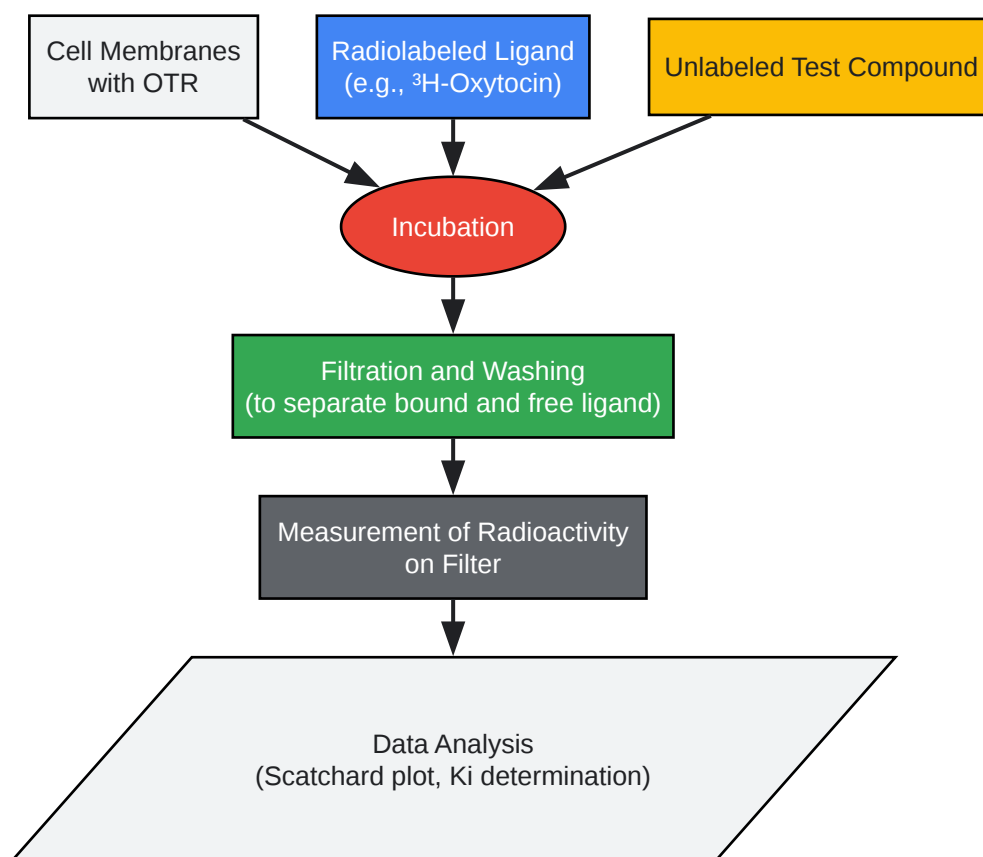 Cell Membranes
with OTR
Radiolabeled Ligand
(e.g., ³H-Oxytocin)
Unlabeled Test Compound
Incubation
Filtration and Washing
(to separate bound and free ligand)
Measurement of Radioactivity
on Filter
Data Analysis
(Scatchard plot, Ki determination)